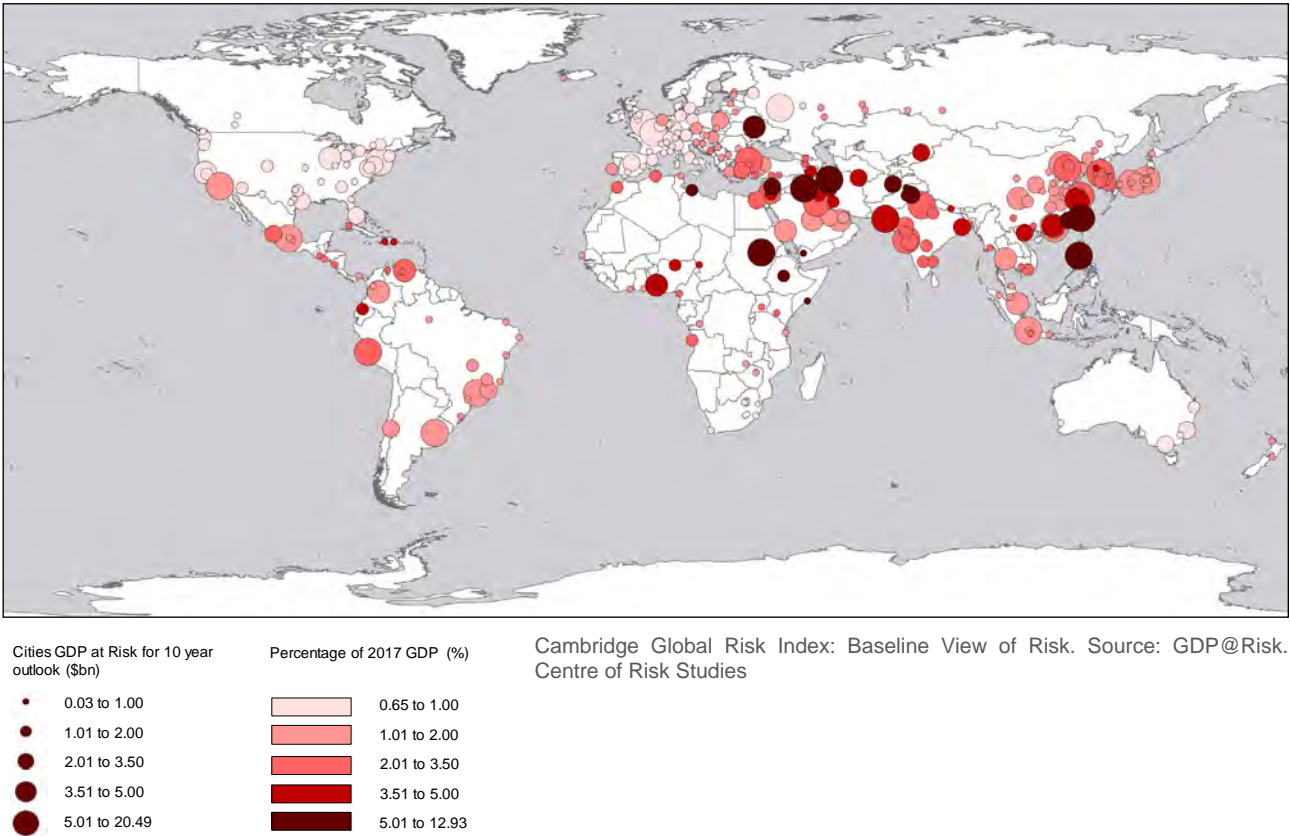 Cities GDP at Risk for 10 year
outlook ($bn)
0.03 to 1.00
1.01 to 2.00
2.01 to 3.50
3.51 to 5.00
5.01 to 20.49
Percentage of 2017 GDP (%)
0.65 to 1.00
1.01 to 2.00
2.01 to 3.50
3.51 to 5.00
5.01 to 12.93
Cambridge Global Risk Index: Baseline View of Risk. Source: GDP@Risk.
Centre of Risk Studies